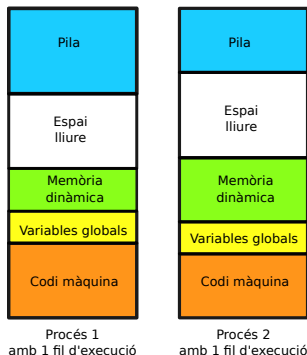 Pila
Espai
lliure
Memòria
dinàmica
Variables globals
Codi màquina
Procés 1
amb 1 fil d'execució
Pila
Espai
lliure
Memòria
dinàmica
Variables globals
Codi màquina
Procés 2
amb 1 fil d'execució